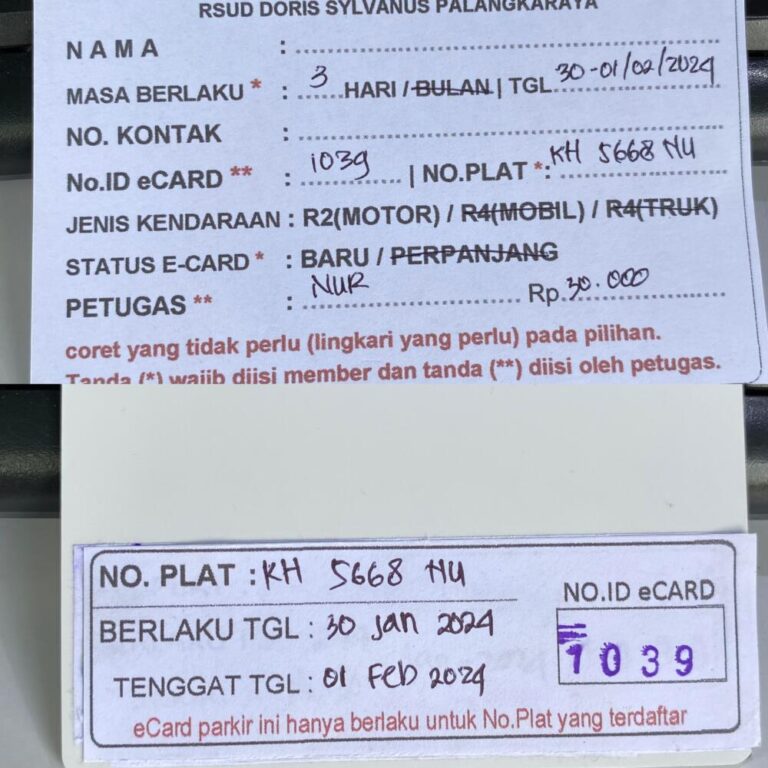 RSUD DORIS SYLVANUS PALANGKARAYA
NAMA : ....................
MASA BERLAKU * : 3 HARI / BULAN | TGL. 30-01/02/2024
NO. KONTAK : ....................
No.ID eCARD ** : 1039 | NO.PLAT *: KH 5668 NU
JENIS KENDARAAN : R2(MOTOR) / R4(MOBIL) / R4(TRUK)
STATUS E-CARD * : BARU / PERPANJANG
PETUGAS ** : NUR Rp. 30.000
coret yang tidak perlu (lingkari yang perlu) pada pilihan.
Tanda (*) wajib diisi member dan tanda (**) diisi oleh petugas.
NO. PLAT : KH 5668 NU
BERLAKU TGL : 30 Jan 2024
TENGGAT TGL : 01 Feb 2024
NO.ID eCARD
1039
eCard parkir ini hanya berlaku untuk No.Plat yang terdaftar